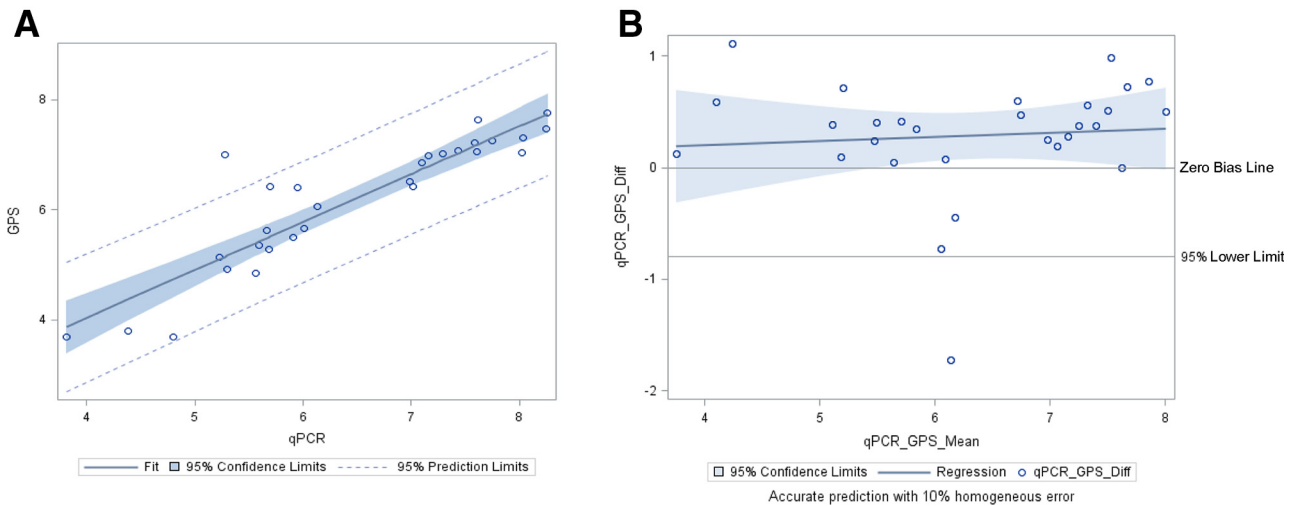 A
GPS
8
6
4
4 5 6 7 8
qPCR
Fit 95% Confidence Limits 95% Prediction Limits
B
qPCR_GPS_Diff
1
0
-1
-2
Zero Bias Line
95% Lower Limit
4 5 6 7 8
qPCR_GPS_Mean
95% Confidence Limits Regression qPCR_GPS_Diff
Accurate prediction with 10% homogeneous error